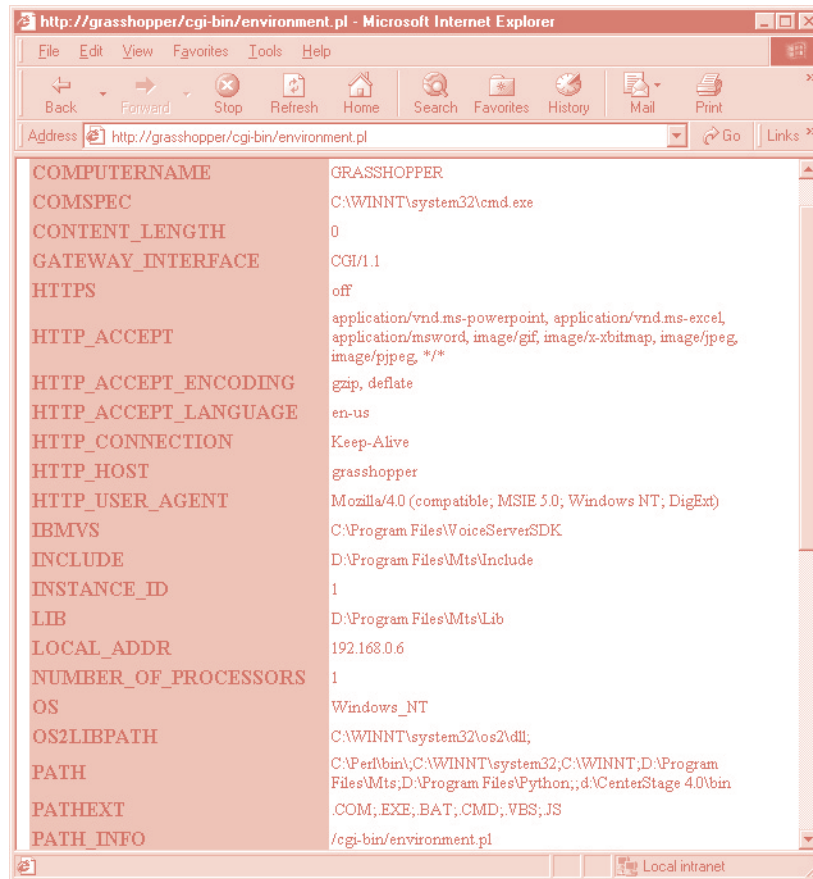 http://grasshopper/cgi-bin/environment.pl - Microsoft Internet Explorer
File Edit View Favorites Tools Help
Back Forward Stop Refresh Home Search Favorites History Mail Print »
Address http://grasshopper/cgi-bin/environment.pl Go Links »
COMPUTERNAME GRASSHOPPER
COMSPEC C:\WINNT\system32\cmd.exe
CONTENT_LENGTH 0
GATEWAY_INTERFACE CGI/1.1
HTTPS off
HTTP_ACCEPT application/vnd.ms-powerpoint, application/vnd.ms-excel,
application/msword, image/gif, image/x-xbitmap, image/jpeg,
image/pjpeg, */*
HTTP_ACCEPT_ENCODING gzip, deflate
HTTP_ACCEPT_LANGUAGE en-us
HTTP_CONNECTION Keep-Alive
HTTP_HOST grasshopper
HTTP_USER_AGENT Mozilla/4.0 (compatible; MSIE 5.0; Windows NT; DigExt)
IBMVS C:\Program Files\VoiceServerSDK
INCLUDE D:\Program Files\Mts\Include
INSTANCE_ID 1
LIB D:\Program Files\Mts\Lib
LOCAL_ADDR 192.168.0.6
NUMBER_OF_PROCESSORS 1
OS Windows_NT
OS2LIBPATH C:\WINNT\system32\os2\dll;
PATH C:\Perl\bin\;C:\WINNT\system32;C:\WINNT;D:\Program
Files\Mts;D:\Program Files\Python;;d:\CenterStage 4.0\bin
PATHEXT .COM;.EXE;.BAT;.CMD;.VBS;.JS
PATH_INFO /cgi-bin/environment.pl
Local intranet